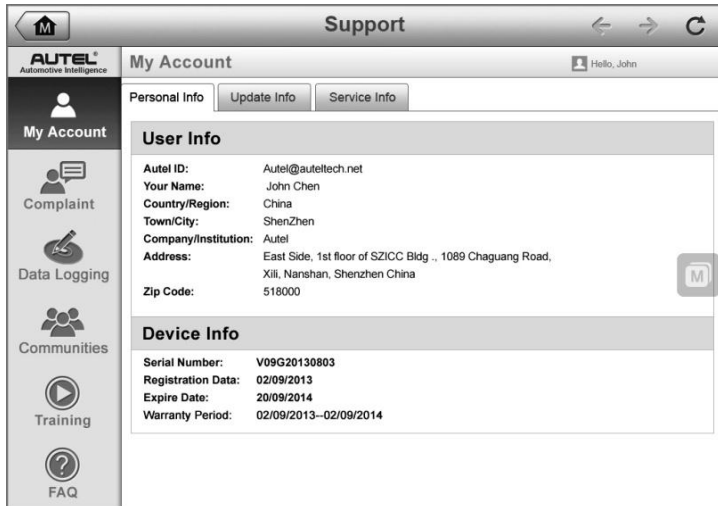 M
Support
AUTEL®
Automotive Intelligence
My Account
Hello, John
My Account
Complaint
Data Logging
Communities
Training
?
FAQ
Personal Info
Update Info
Service Info
User Info
Autel ID: Autel@auteltech.net
Your Name: John Chen
Country/Region: China
Town/City: ShenZhen
Company/Institution: Autel
Address: East Side, 1st floor of SZICC Bldg ., 1089 Chaguang Road,
Xili, Nanshan, Shenzhen China
Zip Code: 518000
M
Device Info
Serial Number: V09G20130803
Registration Data: 02/09/2013
Expire Date: 20/09/2014
Warranty Period: 02/09/2013--02/09/2014